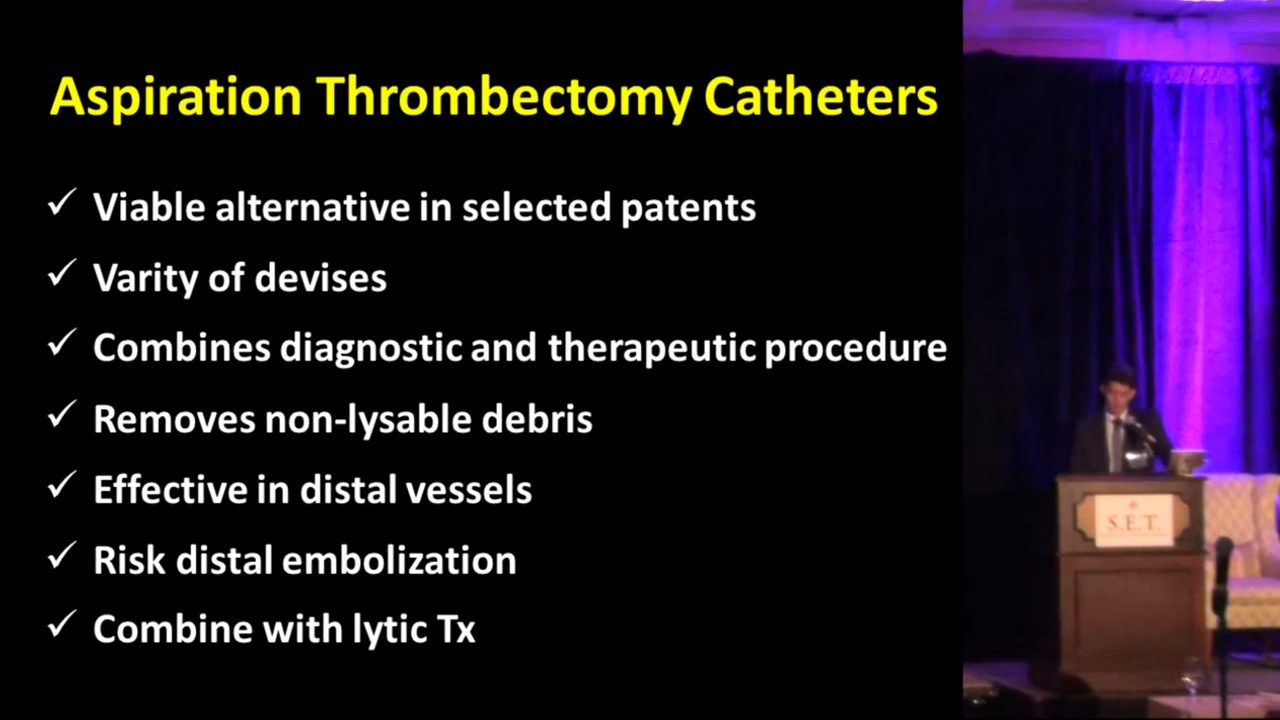 Aspiration Thrombectomy Catheters
✓ Viable alternative in selected patents
✓ Varity of devises
✓ Combines diagnostic and therapeutic procedure
✓ Removes non-lysable debris
✓ Effective in distal vessels
✓ Risk distal embolization
✓ Combine with lytic Tx
S.E.T.